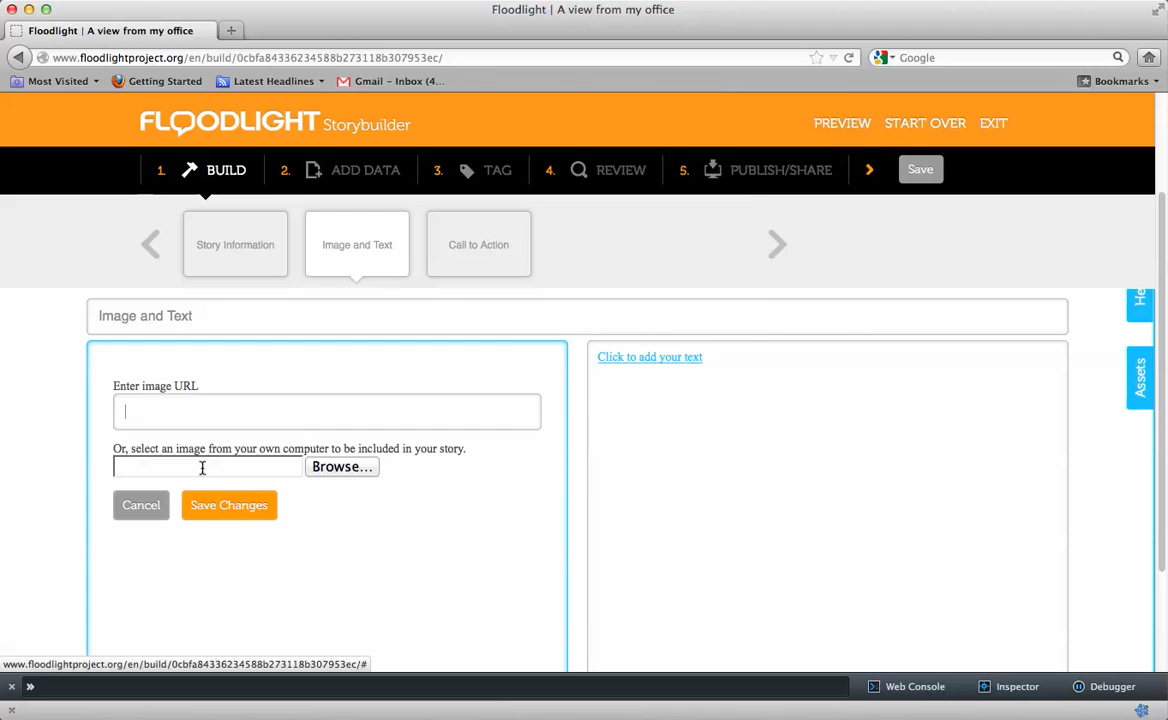 Floodlight | A view from my office
Floodlight | A view from my office
www.floodlightproject.org/en/build/0cbfa84336234588b273118b307953ec/
Google
Most Visited
Getting Started
Latest Headlines
Gmail - Inbox (4...
Bookmarks
FLOODLIGHT Storybuilder
PREVIEW START OVER EXIT
1. BUILD 2. ADD DATA 3. TAG 4. REVIEW 5. PUBLISH/SHARE Save
Story Information
Image and Text
Call to Action
He
Image and Text
Click to add your text
Assets
Enter image URL
Or, select an image from your own computer to be included in your story.
Browse...
Cancel Save Changes
www.floodlightproject.org/en/build/0cbfa84336234588b273118b307953ec/#
Web Console Inspector Debugger